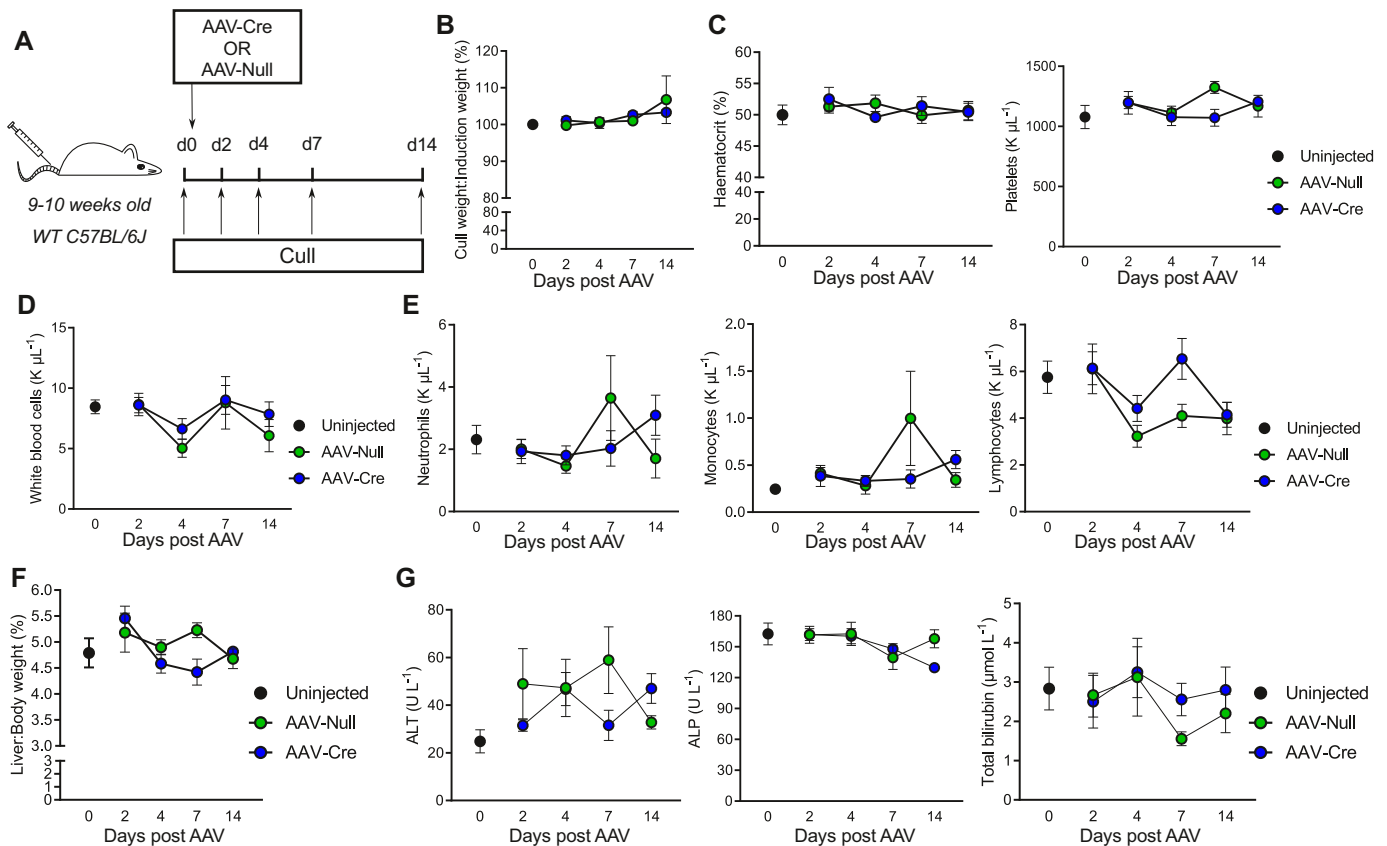 A
AAV-Cre
OR
AAV-Null
d0 d2 d4 d7 d14
9-10 weeks old
WT C57BL/6J
Cull
B
Cull weight:Induction weight (%)
120
110
100
90
80
80
40
0
0 2 4 7 14
Days post AAV
C
Haematocrit (%)
60
55
50
45
40
40
20
0
0 2 4 7 14
Days post AAV
Platelets (K µL⁻¹)
1500
1000
500
0
0 2 4 7 14
Days post AAV
Uninjected
AAV-Null
AAV-Cre
D
White blood cells (K µL⁻¹)
15
10
5
0
0 2 4 7 14
Days post AAV
Uninjected
AAV-Null
AAV-Cre
E
Neutrophils (K µL⁻¹)
6
4
2
0
0 2 4 7 14
Days post AAV
Monocytes (K µL⁻¹)
2.0
1.5
1.0
0.5
0.0
0 2 4 7 14
Days post AAV
Lymphocytes (K µL⁻¹)
8
6
4
2
0
0 2 4 7 14
Days post AAV
F
Liver:Body weight (%)
6.0
5.5
5.0
4.5
4.0
3.5
3.0
3
2
1
0
0 2 4 7 14
Days post AAV
Uninjected
AAV-Null
AAV-Cre
G
ALT (U L⁻¹)
80
60
40
20
0
0 2 4 7 14
Days post AAV
ALP (U L⁻¹)
180
150
120
90
60
30
0
0 2 4 7 14
Days post AAV
Total bilirubin (µmol L⁻¹)
5
4
3
2
1
0
0 2 4 7 14
Days post AAV
Uninjected
AAV-Null
AAV-Cre